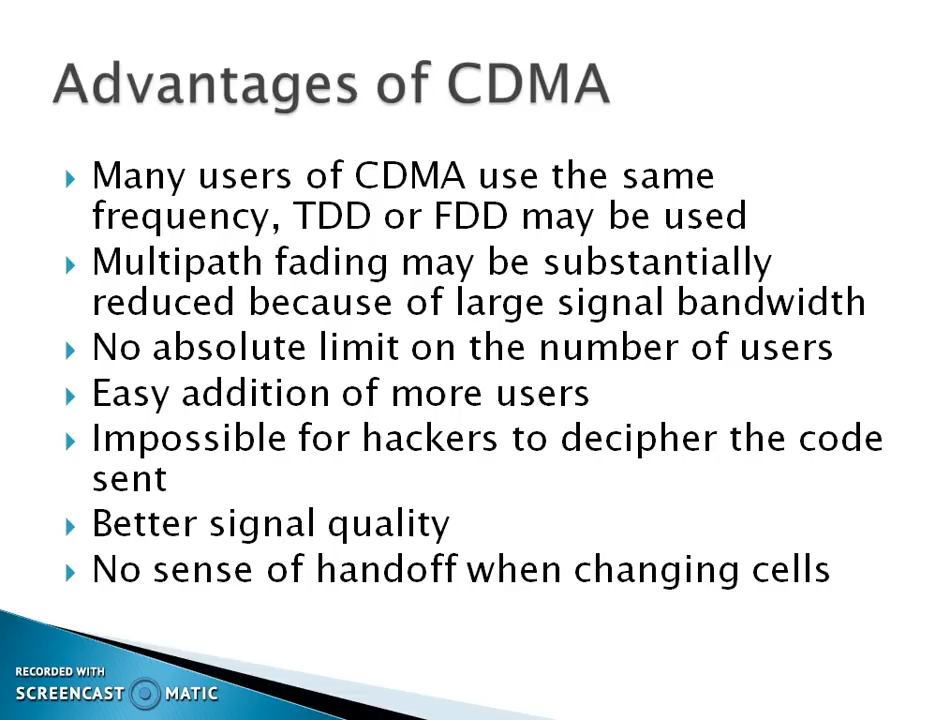 Advantages of CDMA
Many users of CDMA use the same
frequency, TDD or FDD may be used
Multipath fading may be substantially
reduced because of large signal bandwidth
No absolute limit on the number of users
Easy addition of more users
Impossible for hackers to decipher the code
sent
Better signal quality
No sense of handoff when changing cells
RECORDED WITH
SCREENCAST MATIC